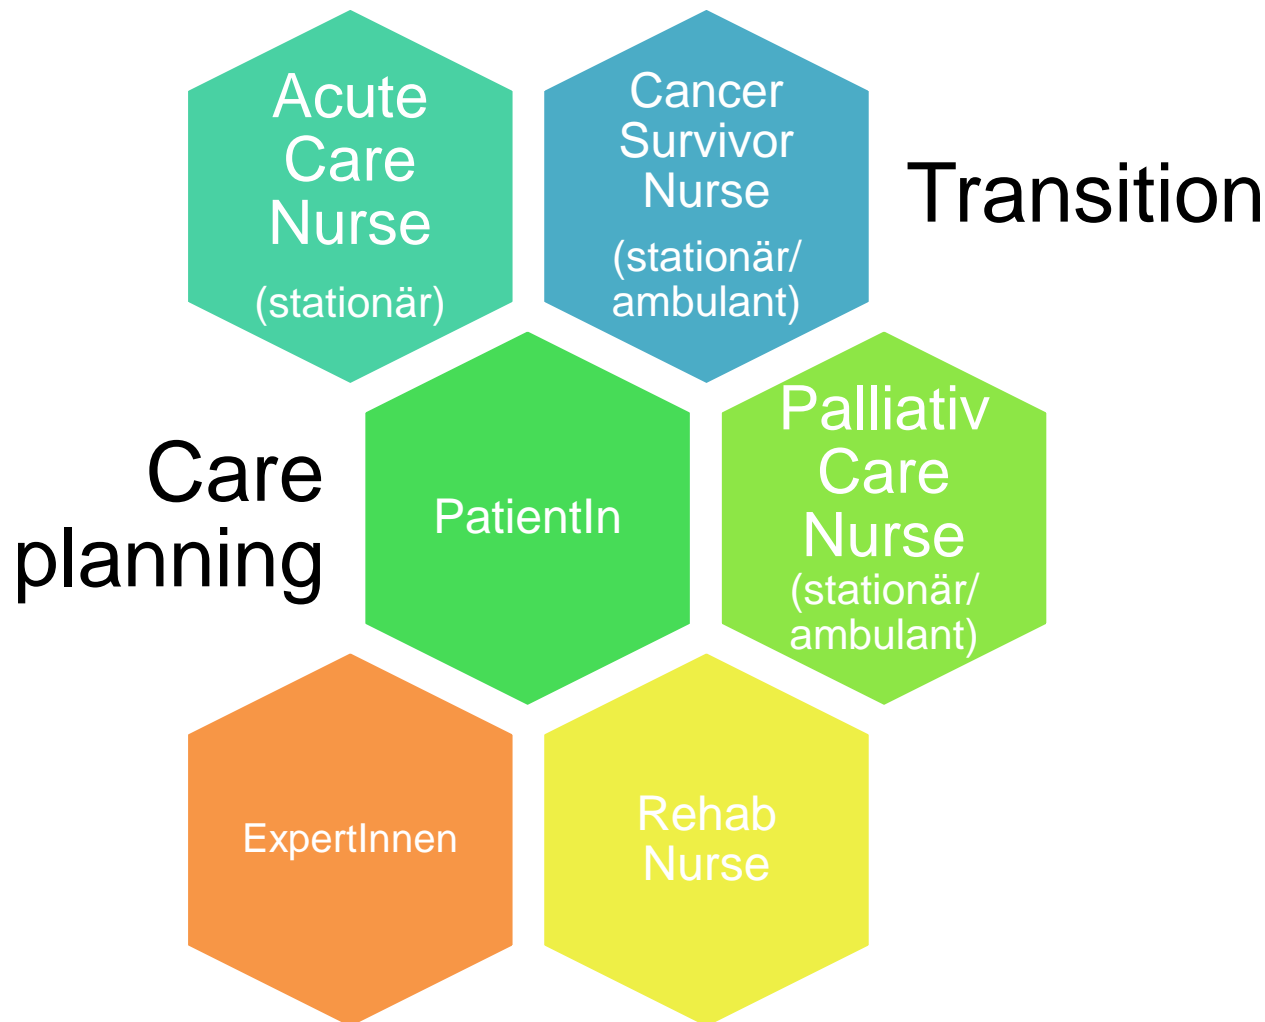 Acute
Care
Nurse
(stationär)
Cancer
Survivor
Nurse
(stationär/
ambulant)
Transition
Care
planning
PatientIn
Palliativ
Care
Nurse
(stationär/
ambulant)
ExpertInnen
Rehab
Nurse